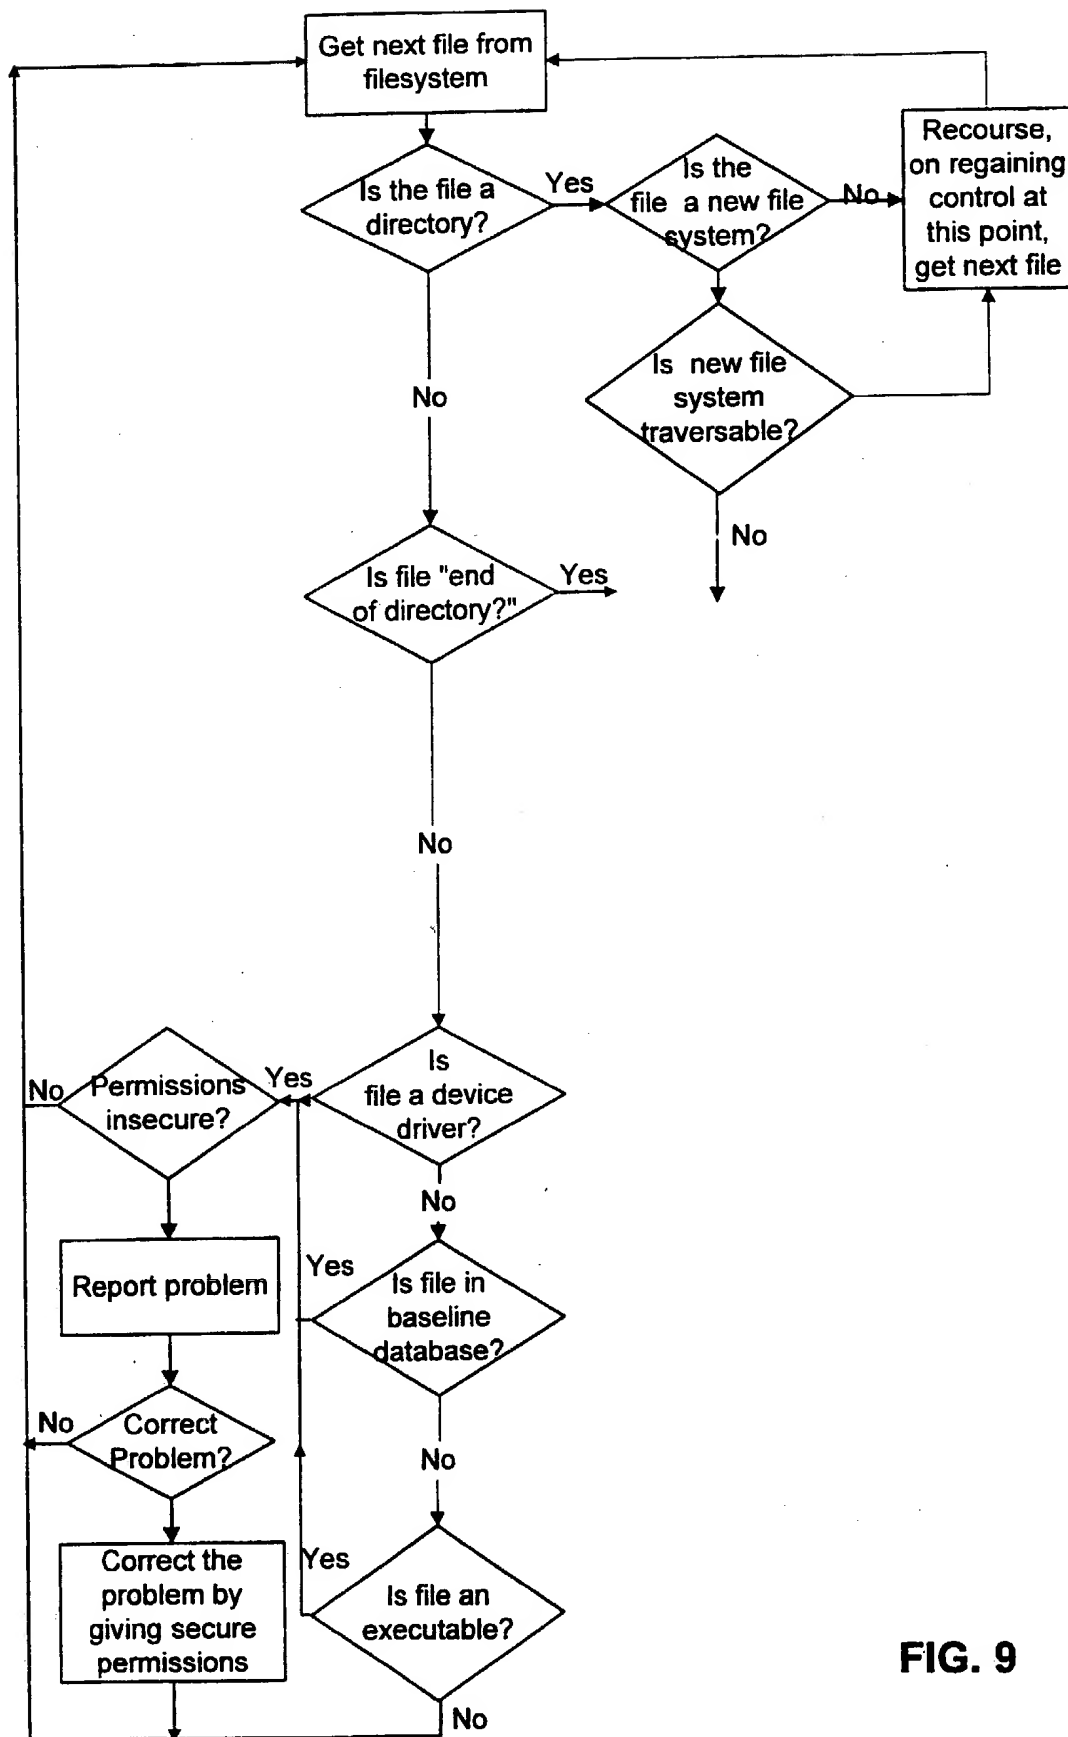 Get next file from
filesystem
Is the file a
directory?
Yes
Is the
file a new file
system?
No
Recourse,
on regaining
control at
this point,
get next file
Is new file
system
traversable?
No
No
Is file "end
of directory?"
Yes
No
Is
file a device
driver?
Yes
Permissions
insecure?
No
No
Report problem
Yes
Is file in
baseline
database?
Correct
Problem?
No
No
Correct the
problem by
giving secure
permissions
Yes
Is file an
executable?
No
FIG. 9